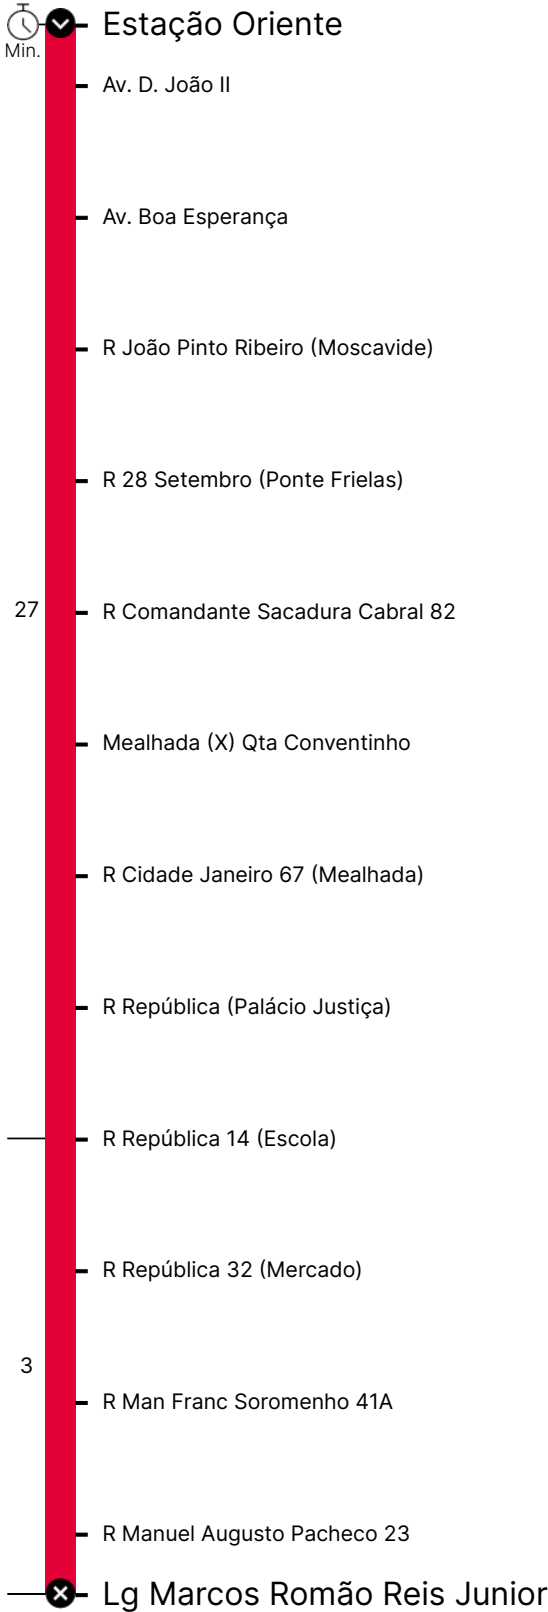 Estação Oriente
Min.
Av. D. João II
Av. Boa Esperança
R João Pinto Ribeiro (Moscavide)
R 28 Setembro (Ponte Frielas)
27
R Comandante Sacadura Cabral 82
Mealhada (X) Qta Conventinho
R Cidade Janeiro 67 (Mealhada)
R República (Palácio Justiça)
R República 14 (Escola)
R República 32 (Mercado)
3
R Man Franc Soromenho 41A
R Manuel Augusto Pacheco 23
Lg Marcos Romão Reis Junior